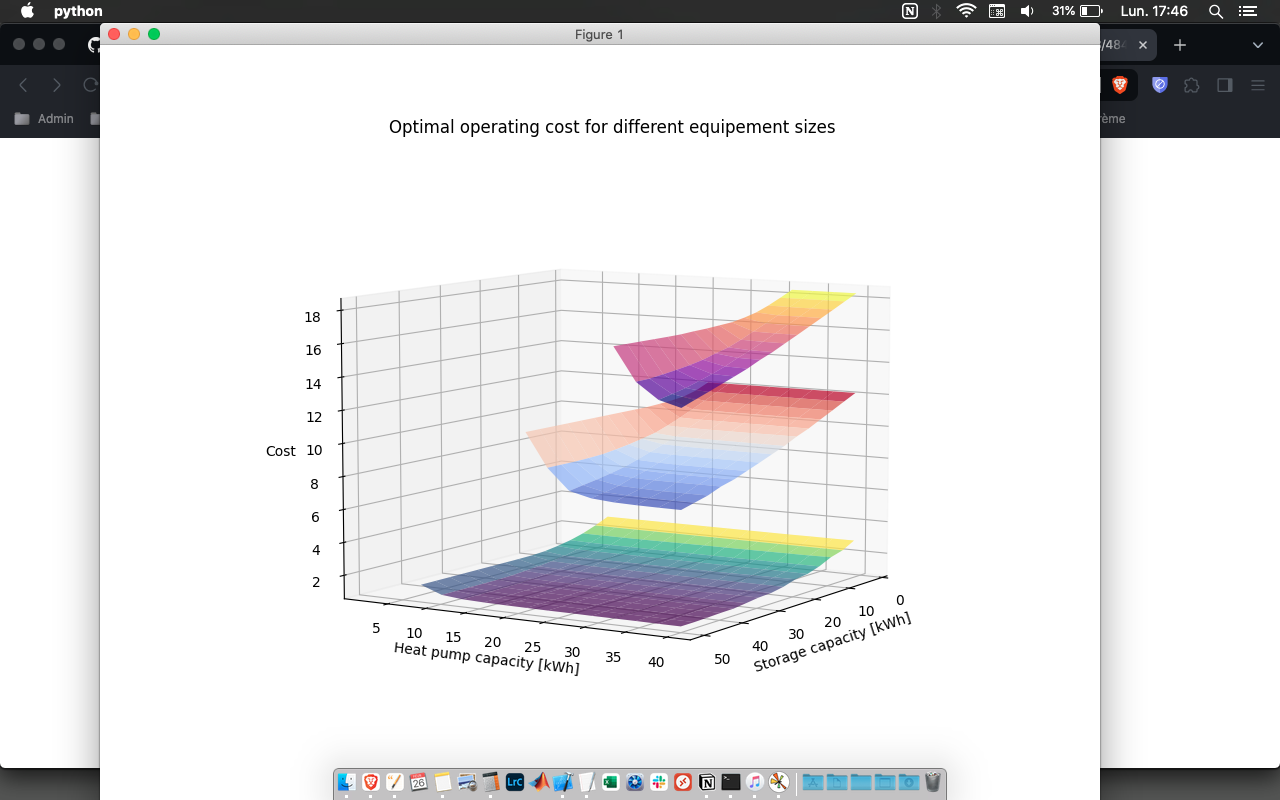 python
31%
Lun. 17:46
Figure 1
/484
Admin
rème
Optimal operating cost for different equipement sizes
18
16
14
12
Cost
10
8
6
4
2
5
10
15
20
25
30
35
40
Heat pump capacity [kWh]
0
10
20
30
40
50
Storage capacity [kWh]
26
LrC